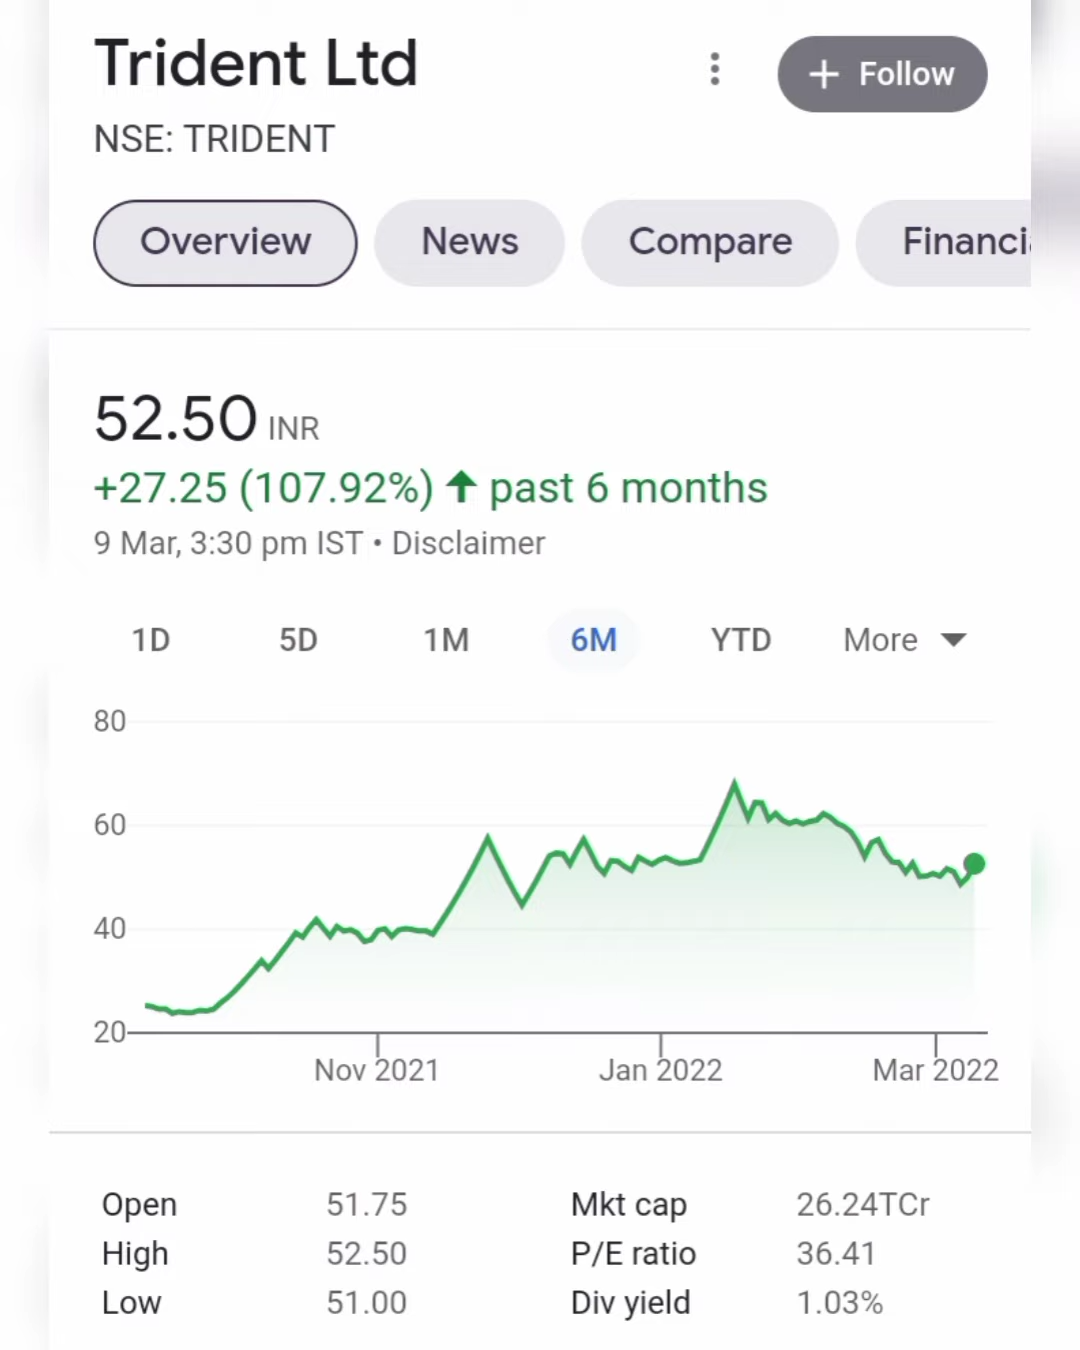 Trident Ltd
+ Follow
NSE: TRIDENT
Overview News Compare Financi
52.50 INR
+27.25 (107.92%) ↑ past 6 months
9 Mar, 3:30 pm IST • Disclaimer
1D 5D 1M 6M YTD More
80
60
40
20
Nov 2021 Jan 2022 Mar 2022
Open 51.75 Mkt cap 26.24TCr
High 52.50 P/E ratio 36.41
Low 51.00 Div yield 1.03%